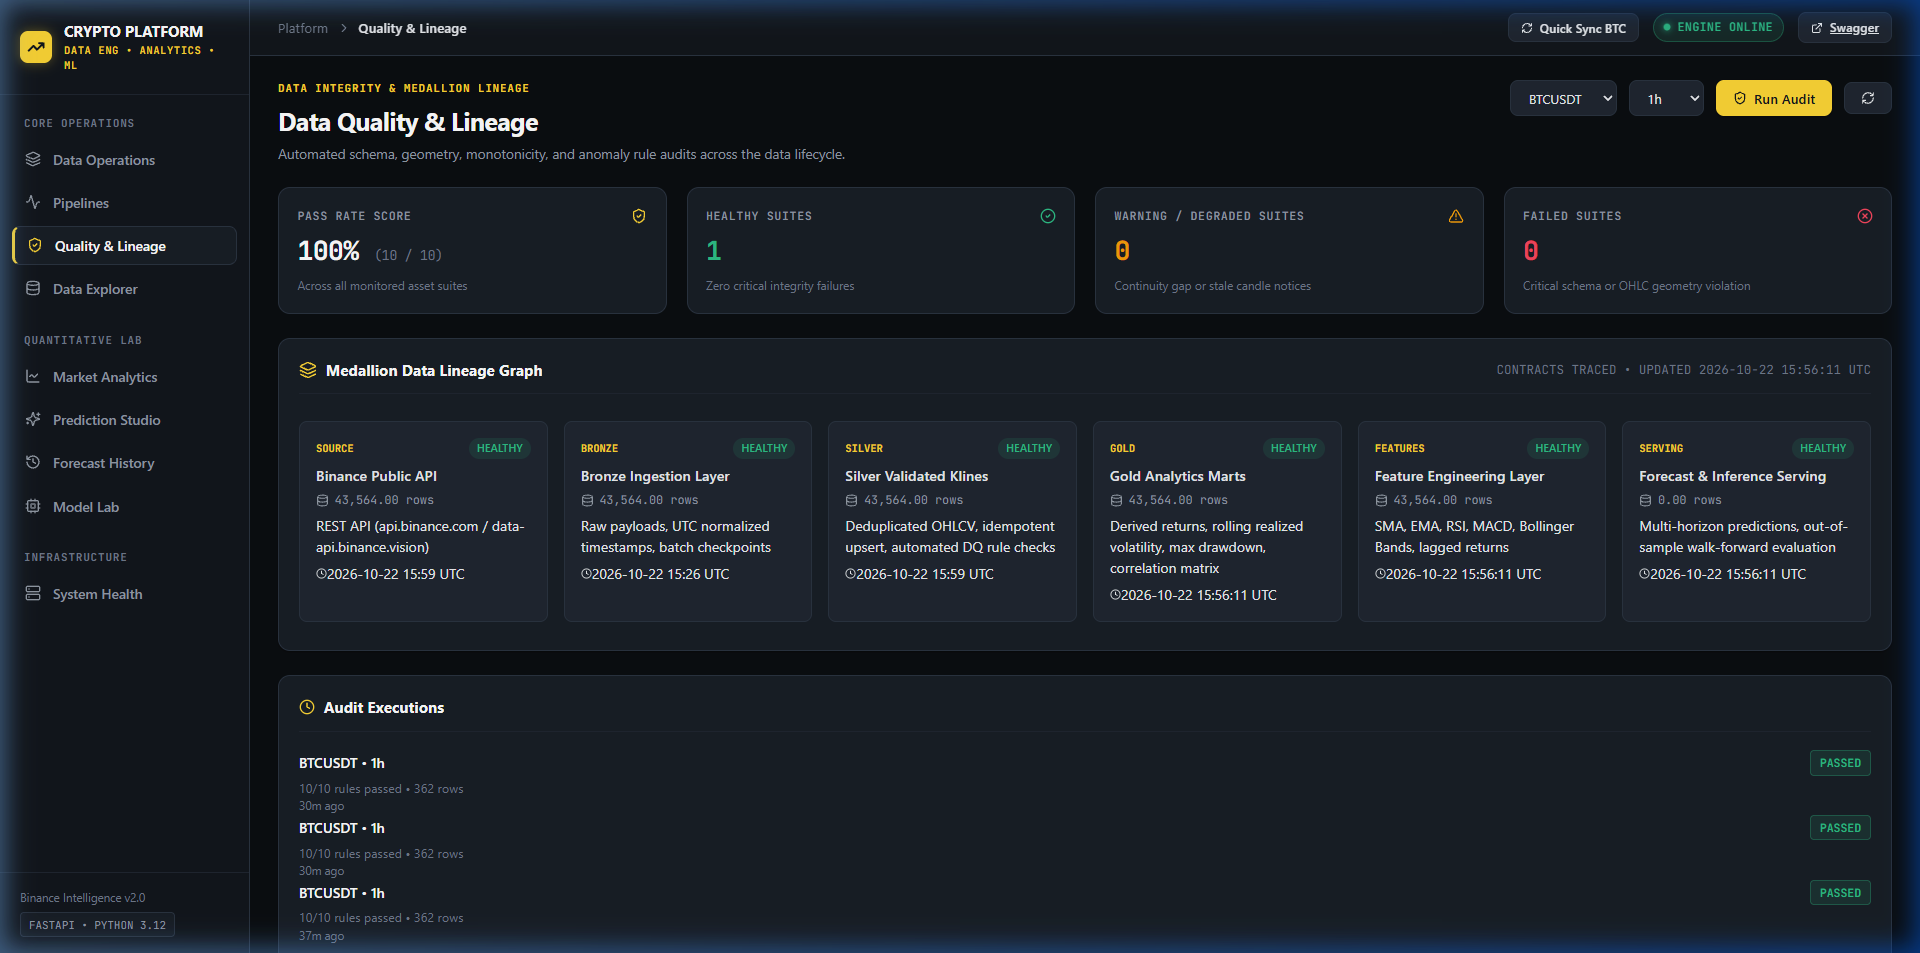 CRYPTO PLATFORM
DATA ENG • ANALYTICS •
ML
Platform > Quality & Lineage
Quick Sync BTC
ENGINE ONLINE
Swagger
CORE OPERATIONS
Data Operations
Pipelines
Quality & Lineage
Data Explorer
QUANTITATIVE LAB
Market Analytics
Prediction Studio
Forecast History
Model Lab
INFRASTRUCTURE
System Health
Binance Intelligence v2.0
FASTAPI • PYTHON 3.12
DATA INTEGRITY & MEDALLION LINEAGE
Data Quality & Lineage
Automated schema, geometry, monotonicity, and anomaly rule audits across the data lifecycle.
BTCUSDT
1h
Run Audit
PASS RATE SCORE
100% (10 / 10)
Across all monitored asset suites
HEALTHY SUITES
1
Zero critical integrity failures
WARNING / DEGRADED SUITES
0
Continuity gap or stale candle notices
FAILED SUITES
0
Critical schema or OHLC geometry violation
Medallion Data Lineage Graph
CONTRACTS TRACED • UPDATED 2026-10-22 15:56:11 UTC
SOURCE HEALTHY
Binance Public API
43,564.00 rows
REST API (api.binance.com / data-
api.binance.vision)
2026-10-22 15:59 UTC
BRONZE HEALTHY
Bronze Ingestion Layer
43,564.00 rows
Raw payloads, UTC normalized
timestamps, batch checkpoints
2026-10-22 15:26 UTC
SILVER HEALTHY
Silver Validated Klines
43,564.00 rows
Deduplicated OHLCV, idempotent
upsert, automated DQ rule checks
2026-10-22 15:59 UTC
GOLD HEALTHY
Gold Analytics Marts
43,564.00 rows
Derived returns, rolling realized
volatility, max drawdown,
correlation matrix
2026-10-22 15:56:11 UTC
FEATURES HEALTHY
Feature Engineering Layer
43,564.00 rows
SMA, EMA, RSI, MACD, Bollinger
Bands, lagged returns
2026-10-22 15:56:11 UTC
SERVING HEALTHY
Forecast & Inference Serving
0.00 rows
Multi-horizon predictions, out-of-
sample walk-forward evaluation
2026-10-22 15:56:11 UTC
Audit Executions
BTCUSDT • 1h
PASSED
10/10 rules passed • 362 rows
30m ago
BTCUSDT • 1h
PASSED
10/10 rules passed • 362 rows
30m ago
BTCUSDT • 1h
PASSED
10/10 rules passed • 362 rows
37m ago